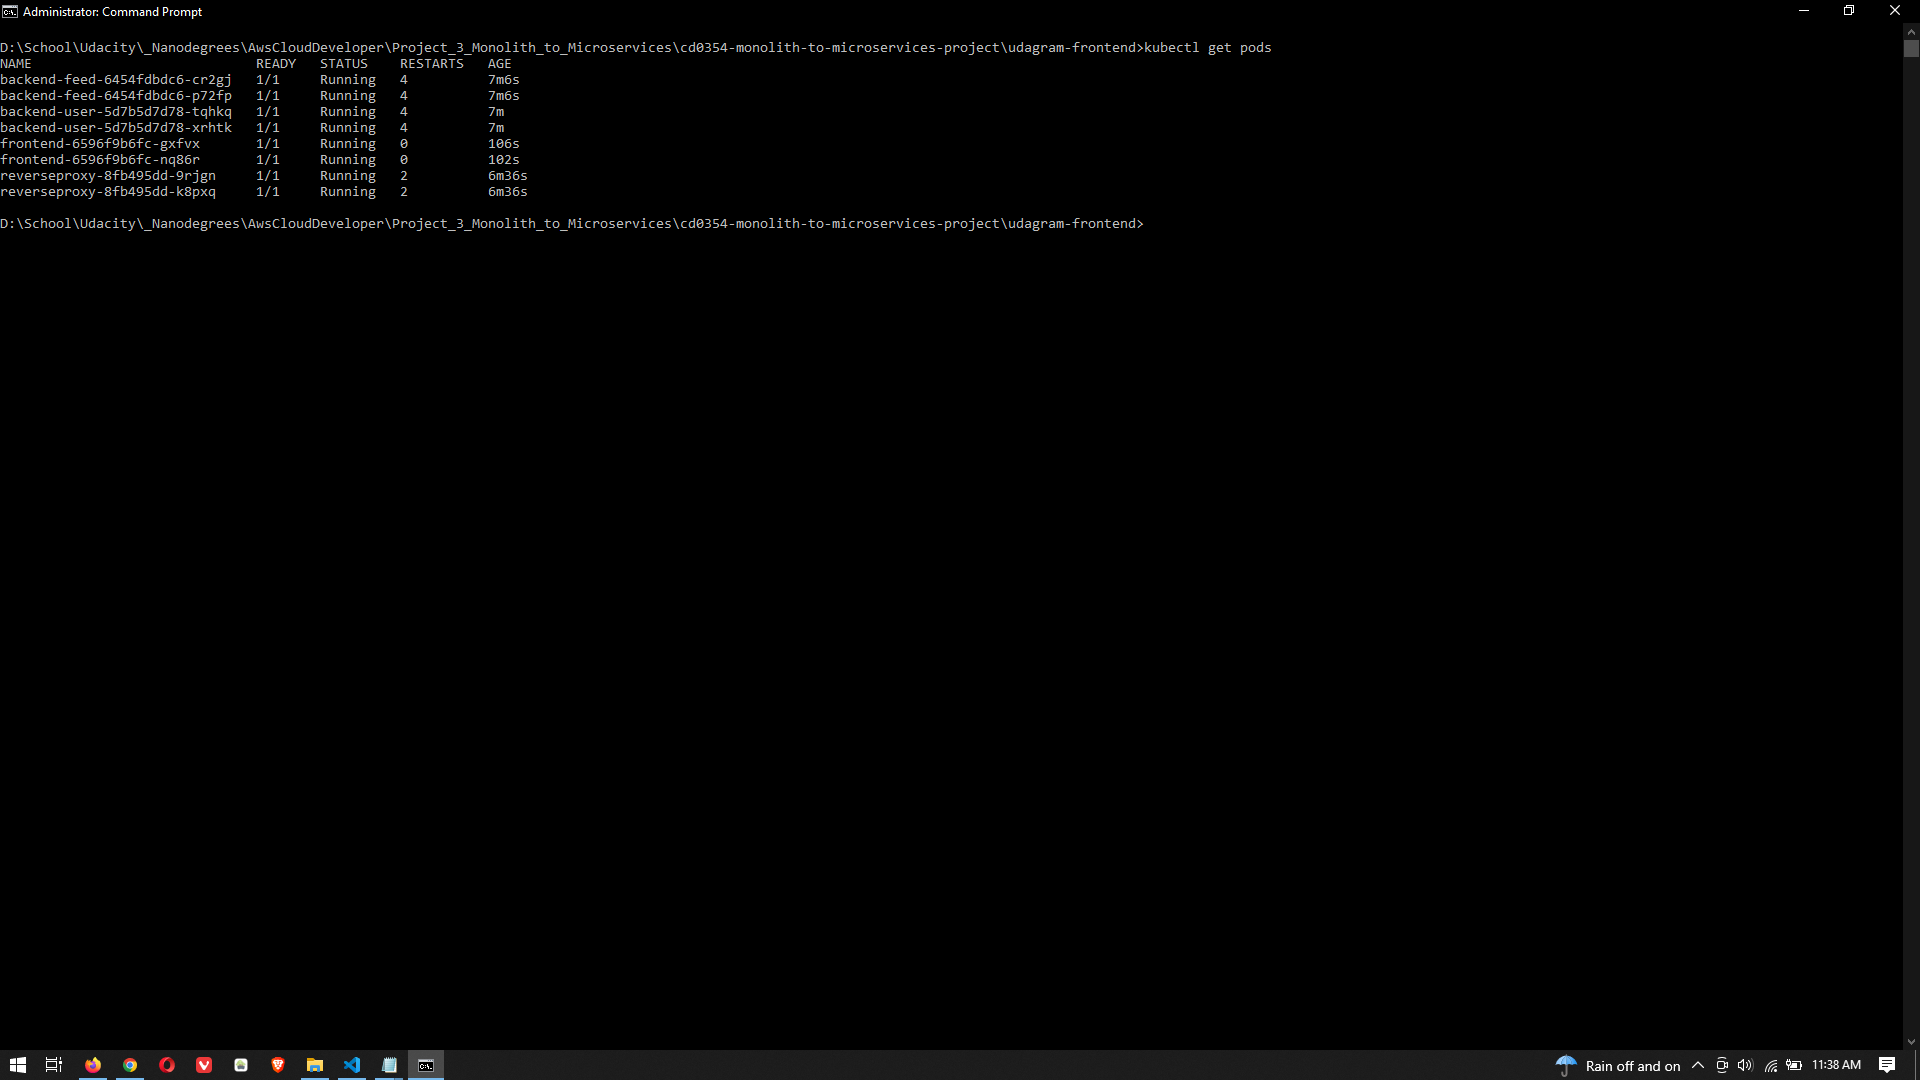 Administrator: Command Prompt
D:\School\Udacity\_Nanodegrees\AwsCloudDeveloper\Project_3_Monolith_to_Microservices\cd0354-monolith-to-microservices-project\udagram-frontend>kubectl get pods
NAME READY STATUS RESTARTS AGE
backend-feed-6454fdbdc6-cr2gj 1/1 Running 4 7m6s
backend-feed-6454fdbdc6-p72fp 1/1 Running 4 7m6s
backend-user-5d7b5d7d78-tqhkq 1/1 Running 4 7m
backend-user-5d7b5d7d78-xrhtk 1/1 Running 4 7m
frontend-6596f9b6fc-gxfvx 1/1 Running 0 106s
frontend-6596f9b6fc-nq86r 1/1 Running 0 102s
reverseproxy-8fb495dd-9rjgn 1/1 Running 2 6m36s
reverseproxy-8fb495dd-k8pxq 1/1 Running 2 6m36s
D:\School\Udacity\_Nanodegrees\AwsCloudDeveloper\Project_3_Monolith_to_Microservices\cd0354-monolith-to-microservices-project\udagram-frontend>
Rain off and on 11:38 AM